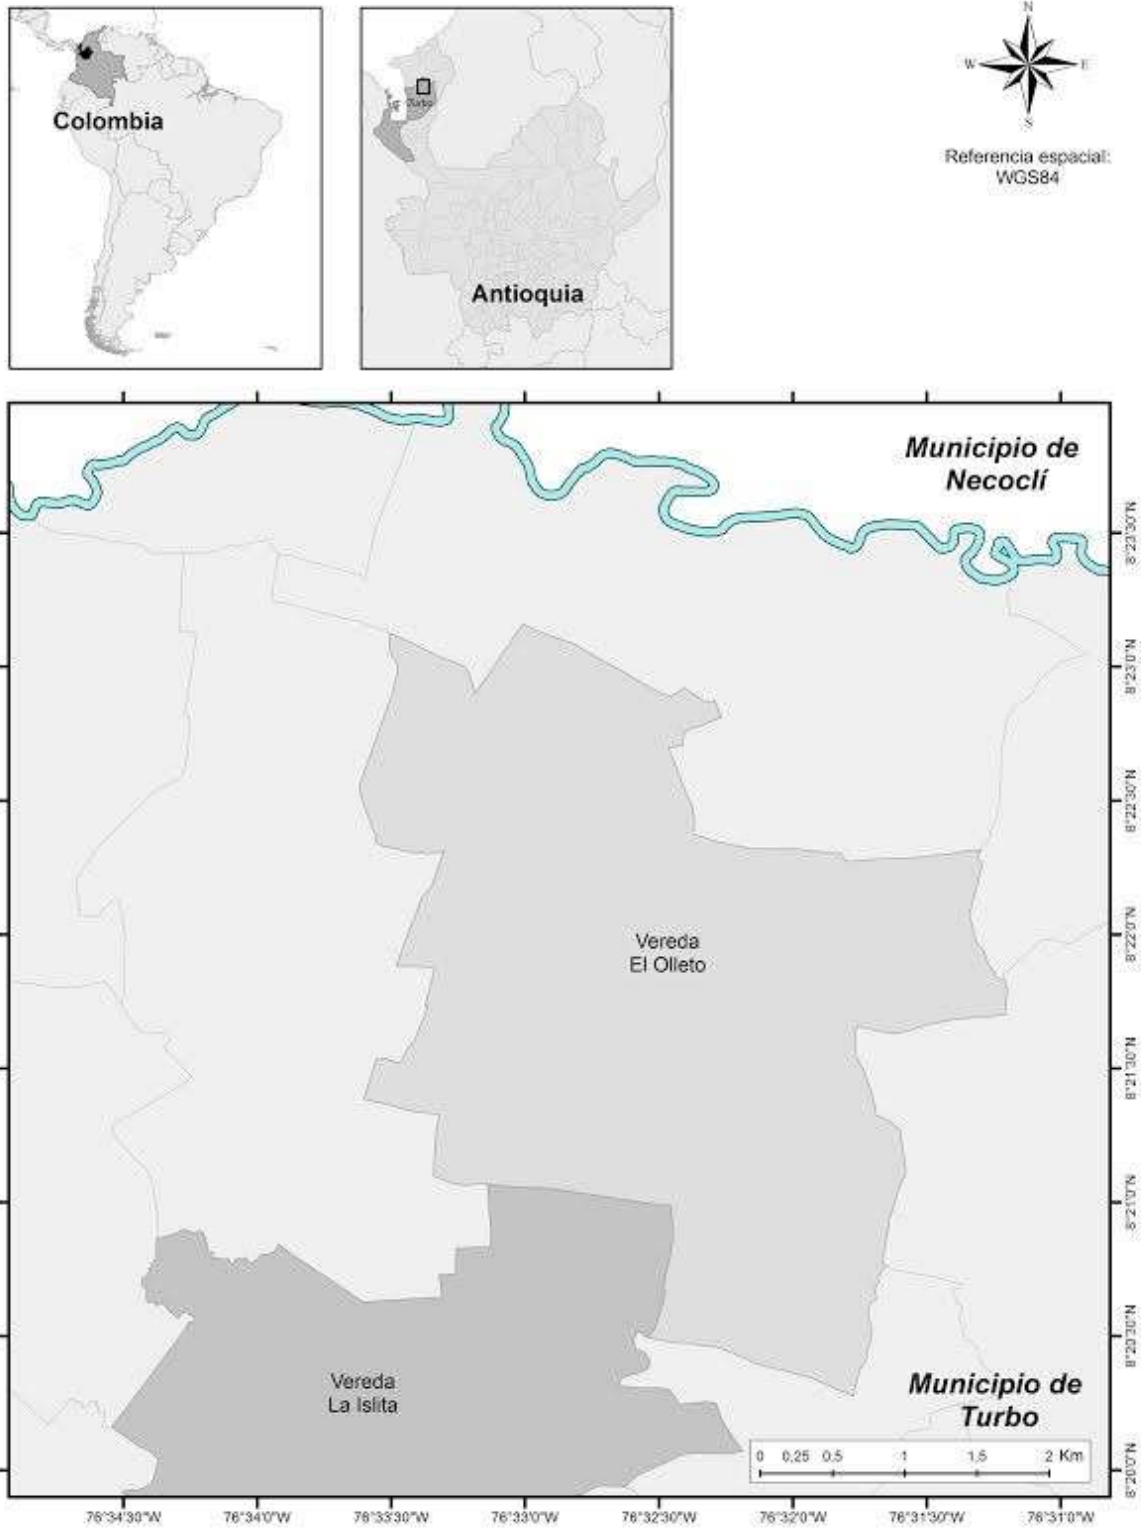 Colombia
Turbo
Antioquia
N
W
E
S
Referencia espacial:
WGS84
Municipio de
Necoclí
8°23'30"N
8°23'0"N
8°22'30"N
8°22'0"N
8°21'30"N
8°21'0"N
8°20'30"N
8°20'0"N
Vereda
El Olleto
Vereda
La Islita
Municipio de
Turbo
0 0,25 0,5 1 1,5 2 Km
76°34'30"W 76°34'0"W 76°33'30"W 76°33'0"W 76°32'30"W 76°32'0"W 76°31'30"W 76°31'0"W